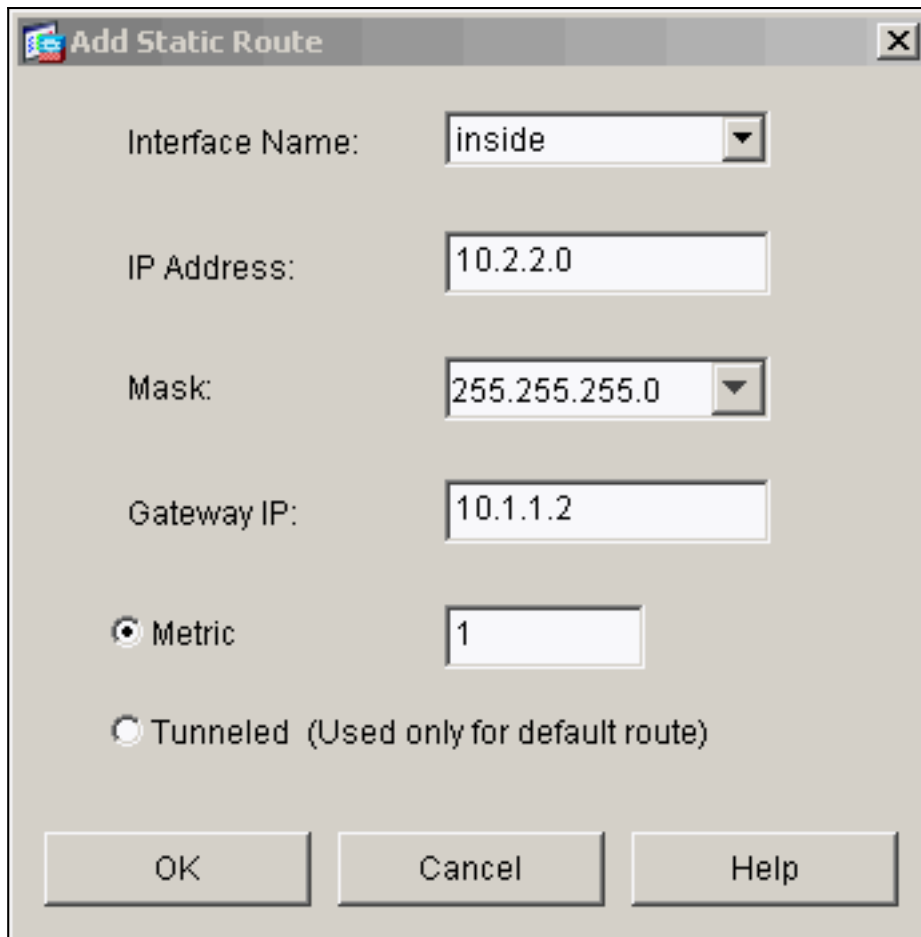 Add Static Route
Interface Name: inside
IP Address: 10.2.2.0
Mask: 255.255.255.0
Gateway IP: 10.1.1.2
Metric 1
Tunneled (Used only for default route)
OK Cancel Help